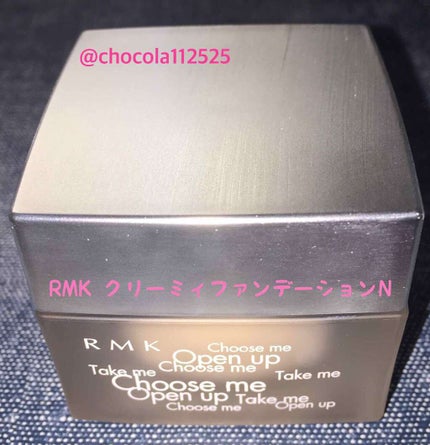 @chocola112525
RMK クリーミィファンデーションN
RMK
Choose me
Open up
Take me Choose me Take me
Choose me
Open up Take me
Choose me Open up